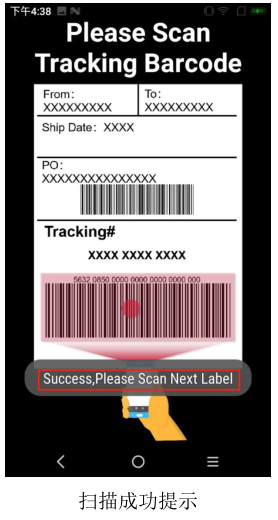 下午4:38
Please Scan
Tracking Barcode
From:
XXXXXXXXX
To:
XXXXXXXXX
Ship Date: XXXX
PO:
XXXXXXXXXXXXXXX
Tracking#
XXXX XXXX XXXX
5632 0850 0000 0000 0000 0000 000
Success,Please Scan Next Label
扫描成功提示